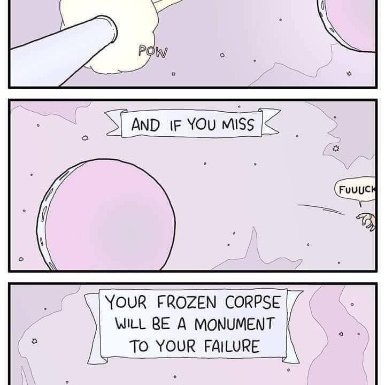 POW
AND IF YOU MISS
FUUUCK
YOUR FROZEN CORPSE
WILL BE A MONUMENT
TO YOUR FAILURE